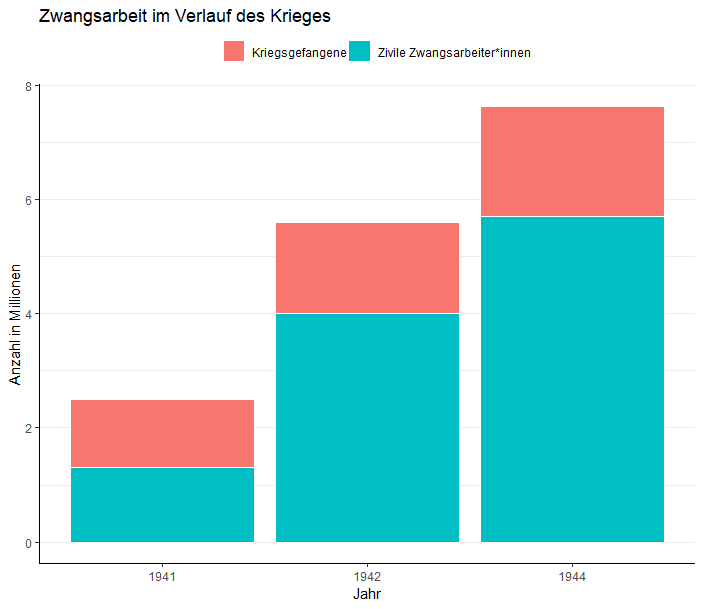 Zwangsarbeit im Verlauf des Krieges
Kriegsgefangene Zivile Zwangsarbeiter*innen
Anzahl in Millionen
8
6
4
2
0
1941 1942 1944
Jahr